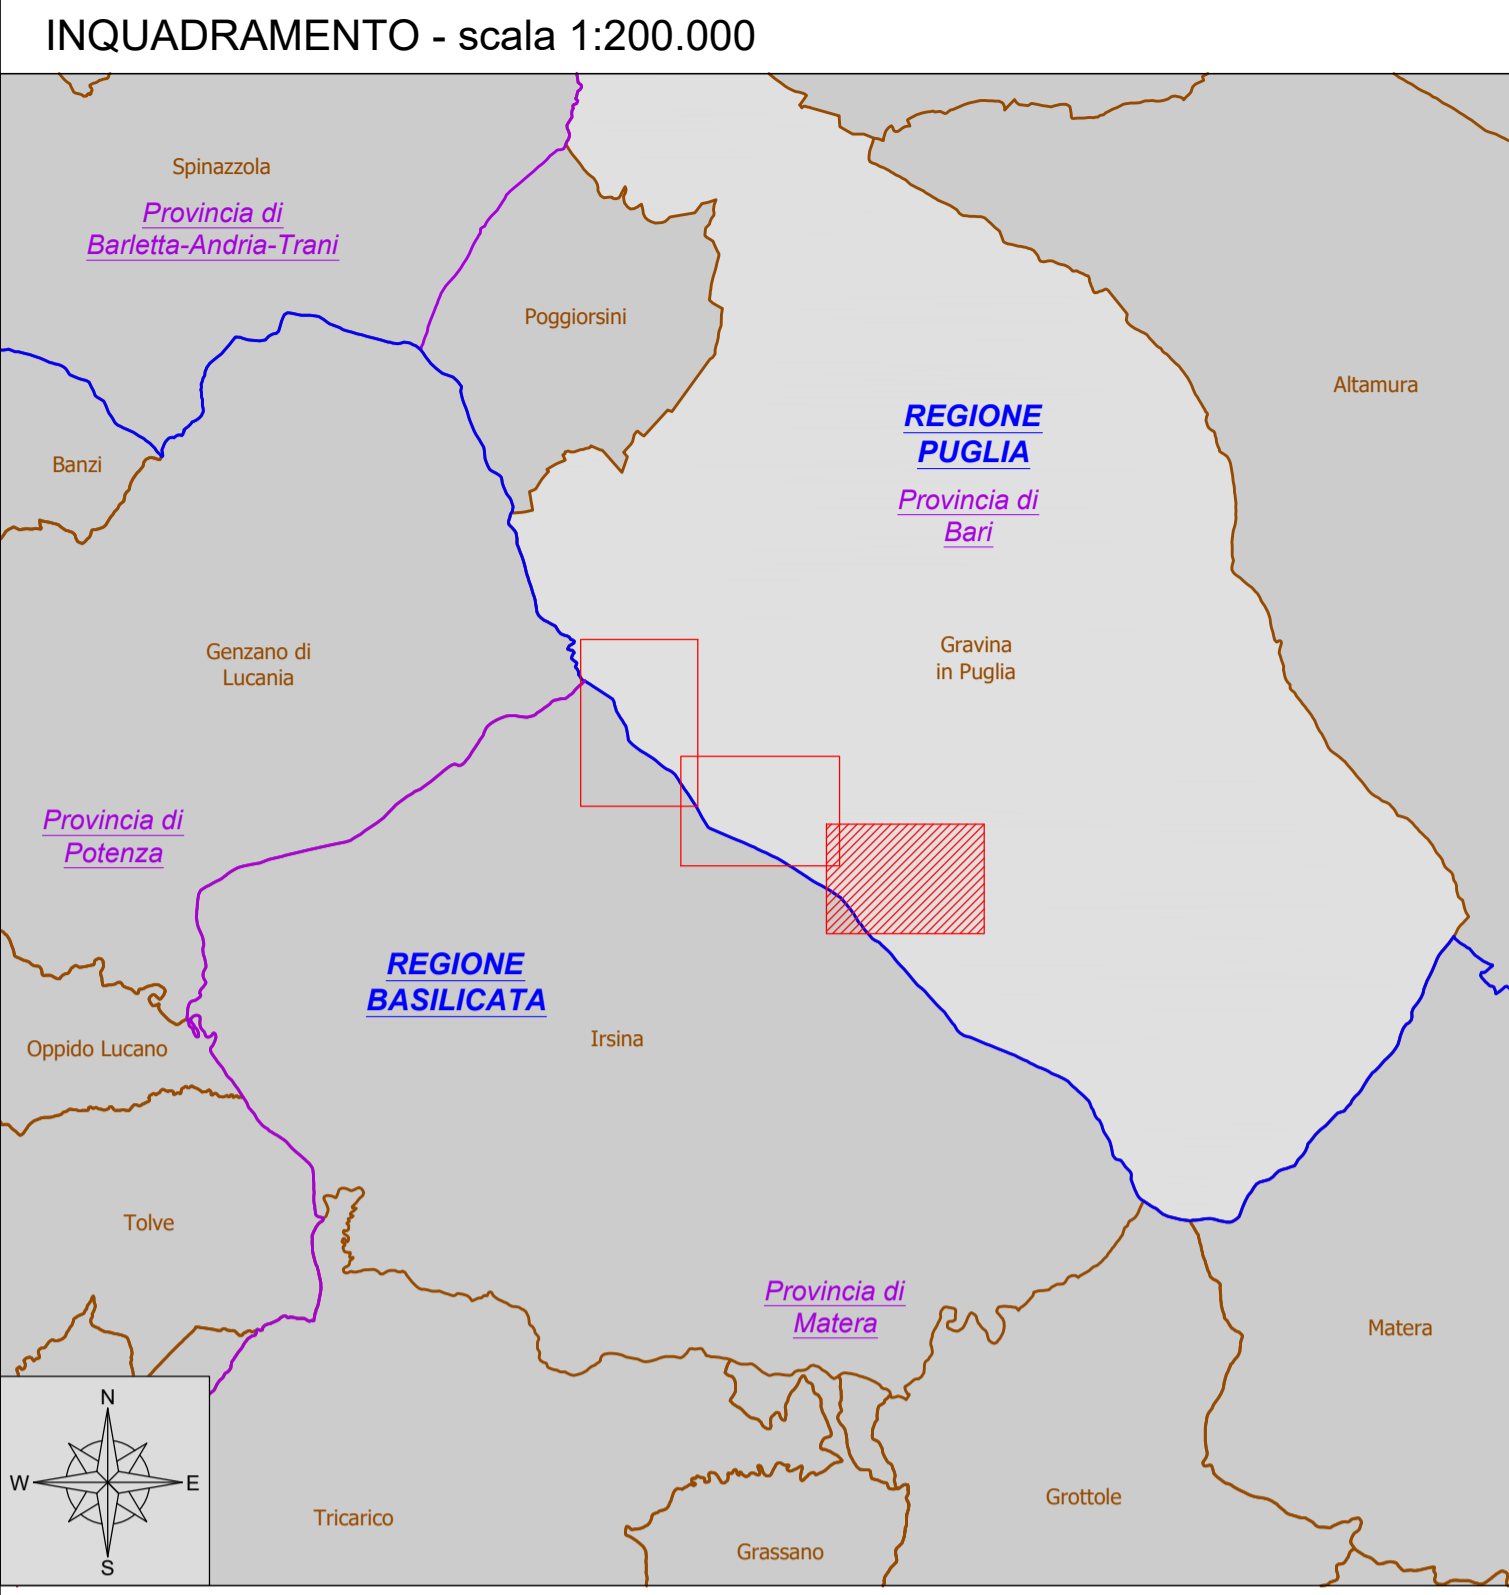 INQUADRAMENTO - scala 1:200.000
Spinazzola
Provincia di
Barletta-Andria-Trani
Poggiorsini
Altamura
REGIONE
PUGLIA
Provincia di
Bari
Banzi
Genzano di
Lucania
Gravina
in Puglia
Provincia di
Potenza
REGIONE
BASILICATA
Irsina
Oppido Lucano
Tolve
Provincia di
Matera
Matera
N
W
E
S
Tricarico
Grassano
Grottole